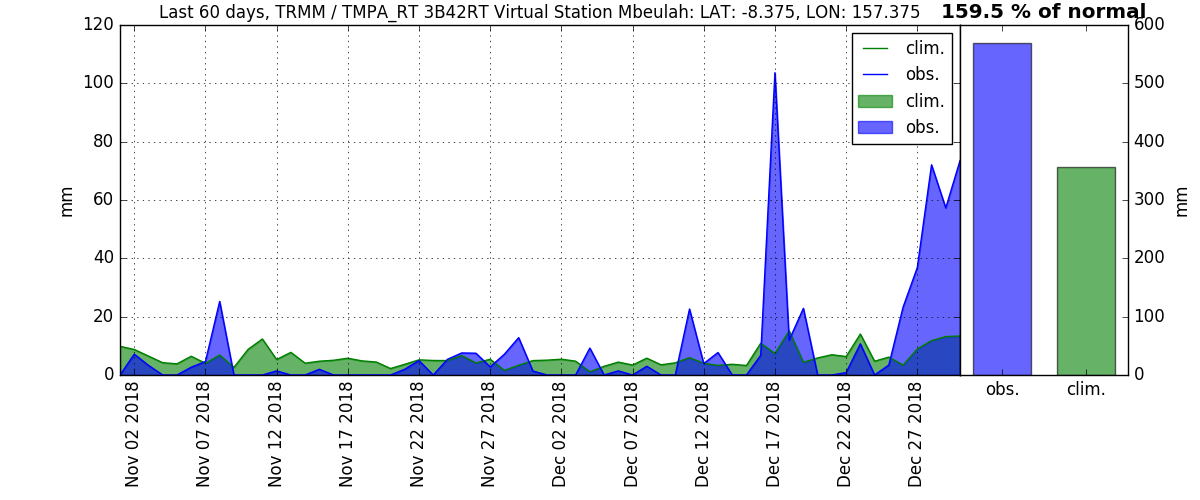 Last 60 days, TRMM / TMPA_RT 3B42RT Virtual Station Mbeulah: LAT: -8.375, LON: 157.375
159.5 % of normal
120
100
80
60
40
20
0
mm
clim.
obs.
clim.
obs.
600
500
400
300
200
100
0
mm
Nov 02 2018
Nov 07 2018
Nov 12 2018
Nov 17 2018
Nov 22 2018
Nov 27 2018
Dec 02 2018
Dec 07 2018
Dec 12 2018
Dec 17 2018
Dec 22 2018
Dec 27 2018
obs.
clim.